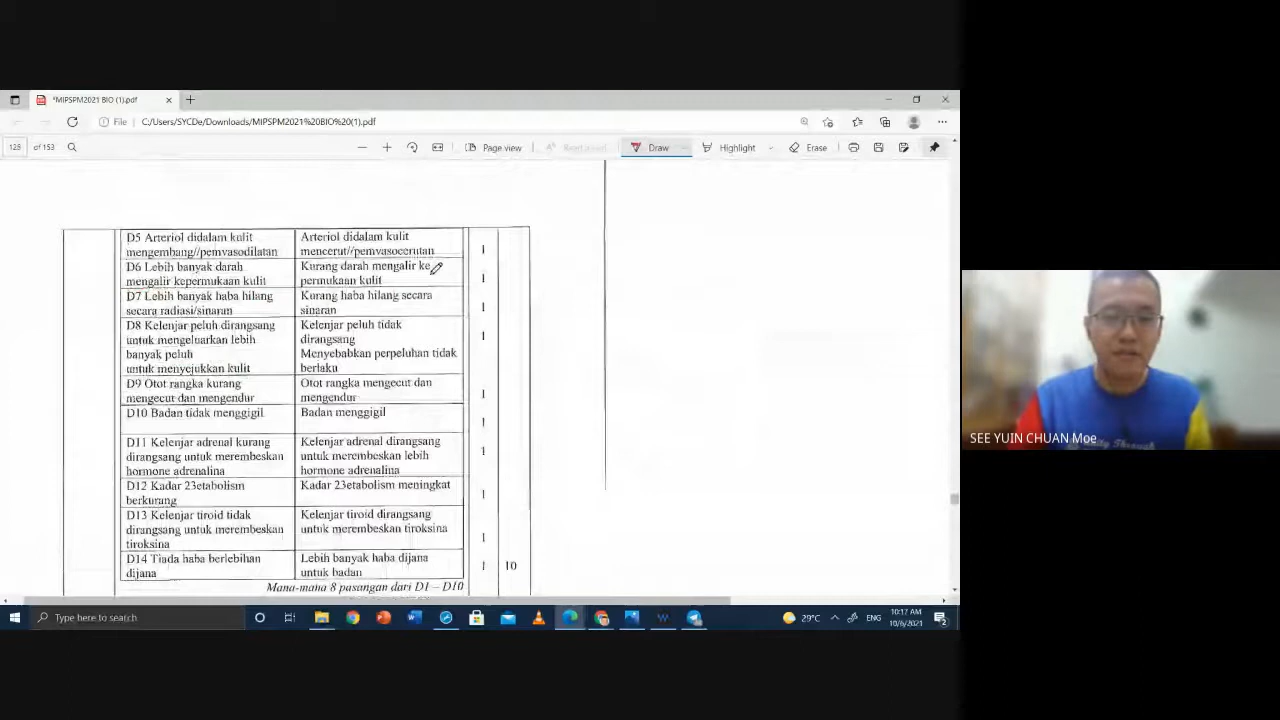 *MIPSPM2021 BIO (1).pdf
File C:/Users/SYCDe/Downloads/MIPSPM2021%20BIO%20(1).pdf
128 of 153 Page view Read aloud Draw Highlight Erase
D5 Arteriol didalam kulit
mengembang//pemvasodilatan
Arteriol didalam kulit
mencerut//pemvasocerutan
1
D6 Lebih banyak darah
mengalir kepermukaan kulit
Kurang darah mengalir ke
permukaan kulit
1
D7 Lebih banyak haba hilang
secara radiasi/sinaran
Kurang haba hilang secara
sinaran
1
D8 Kelenjar peluh dirangsang
untuk mengeluarkan lebih
banyak peluh
untuk menyejukkan kulit
Kelenjar peluh tidak
dirangsang
Menyebabkan perpeluhan tidak
berlaku
1
D9 Otot rangka kurang
mengecut dan mengendur
Otot rangka mengecut dan
mengendur
1
D10 Badan tidak menggigil
Badan menggigil
1
D11 Kelenjar adrenal kurang
dirangsang untuk merembeskan
hormone adrenalina
Kelenjar adrenal dirangsang
untuk merembeskan lebih
hormone adrenalina
1
D12 Kadar 23etabolism
berkurang
Kadar 23etabolism meningkat
1
D13 Kelenjar tiroid tidak
dirangsang untuk merembeskan
tiroksina
Kelenjar tiroid dirangsang
untuk merembeskan tiroksina
1
D14 Tiada haba berlebihan
dijana
Lebih banyak haba dijana
untuk badan
1 10
Mana-mana 8 pasangan dari D1 – D10
SEE YUIN CHUAN Moe
Type here to search
29°C ENG
10:17 AM
10/6/2021
2